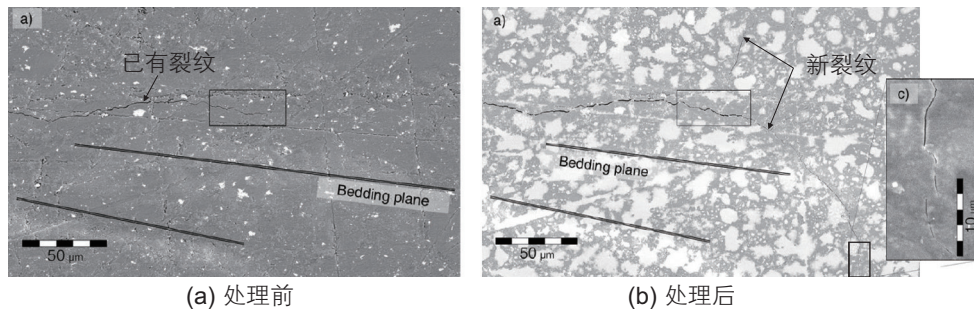 a)
已有裂纹
Bedding plane
50 μm
(a) 处理前
a)
新裂纹
Bedding plane
50 μm
c)
10 μm
(b) 处理后